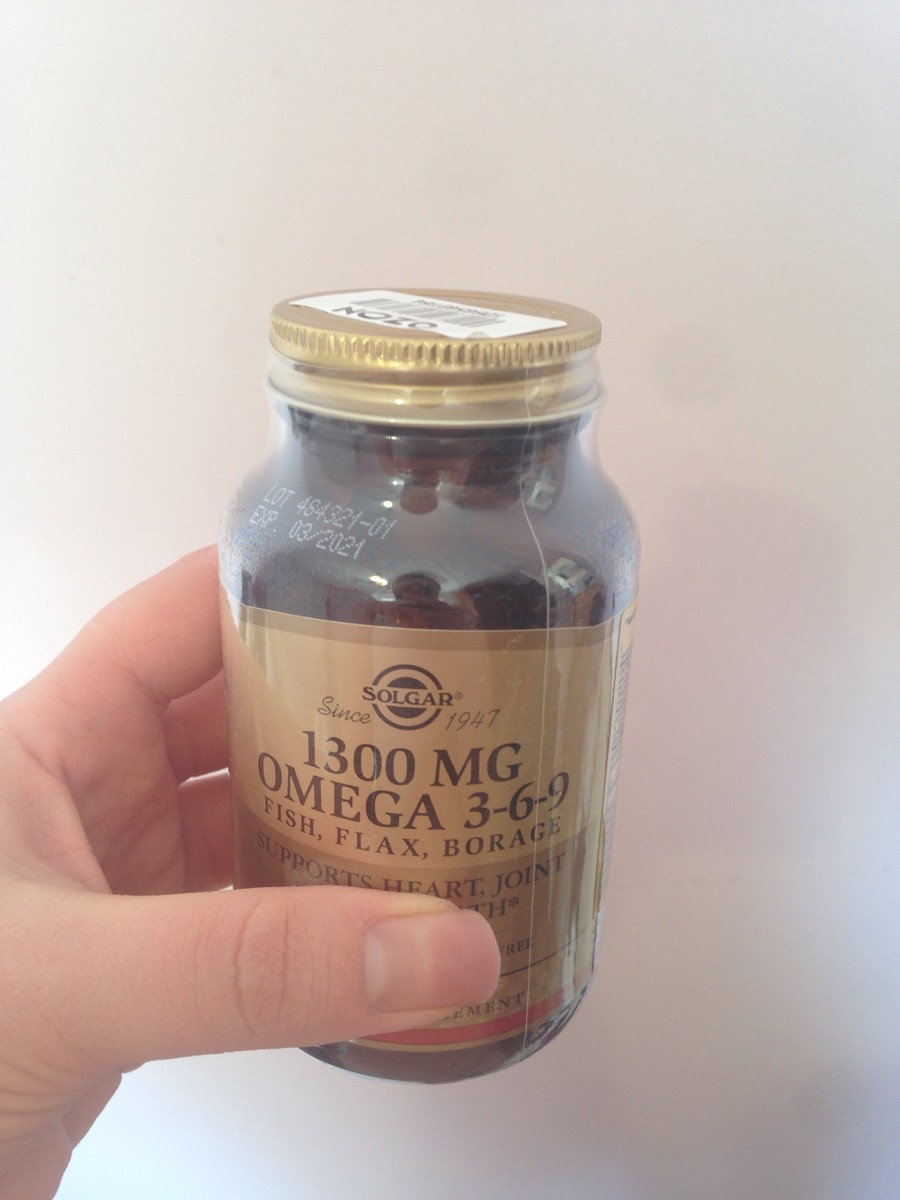 OZON
LOT 484321-01
EXP. 03/2021
SOLGAR®
Since 1947
1300 MG
OMEGA 3-6-9
FISH, FLAX, BORAGE
SUPPORTS HEART, JOINT